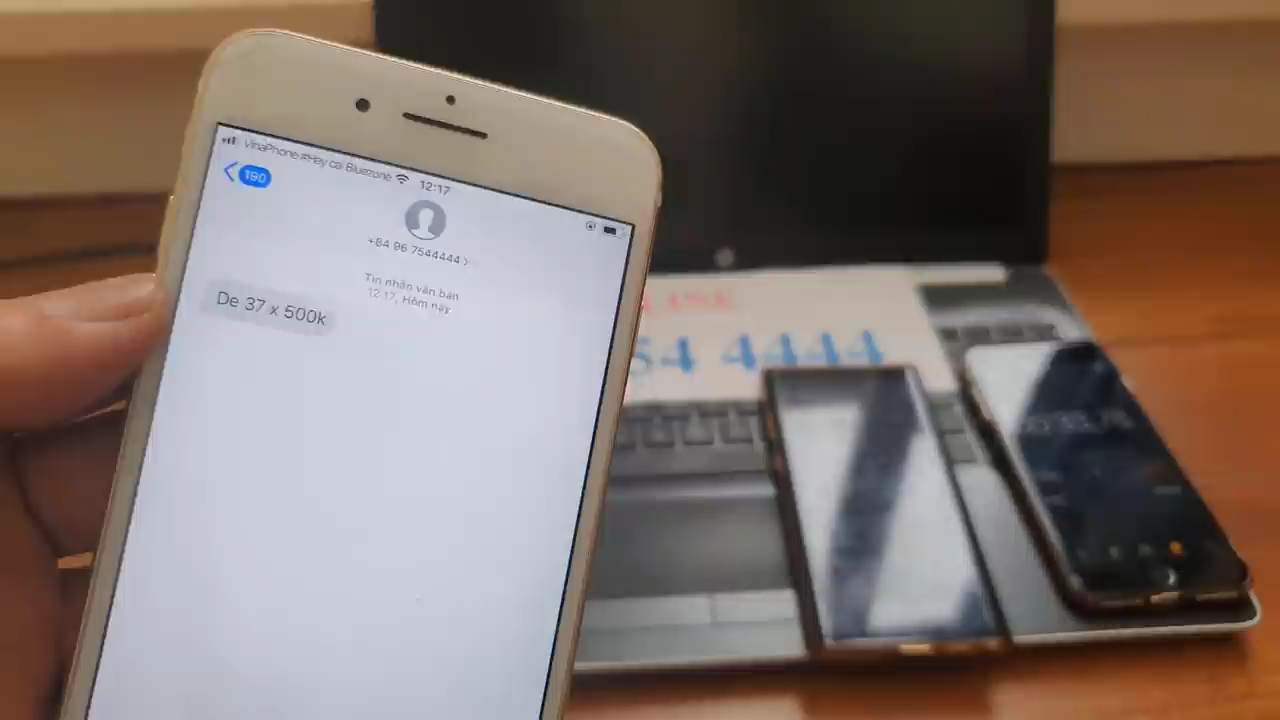 VinaPhone #Hay cai Bluezone 12:17
190
+84 96 7544444 >
Tin nhắn văn bản
12:17, Hôm nay
De 37 x 500k
54 4444